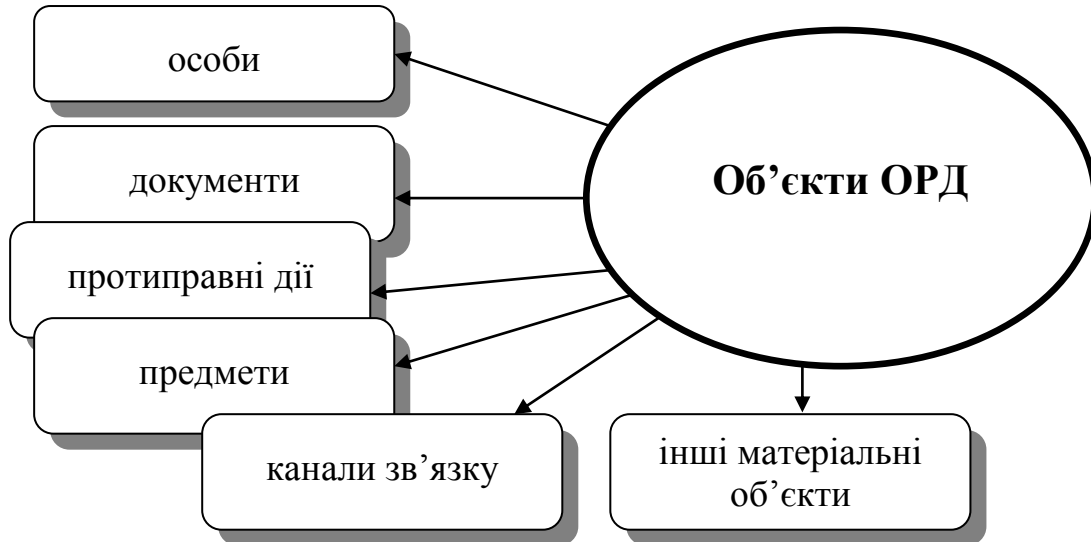 особи
документи
Об’єкти ОРД
протиправні дії
предмети
канали зв’язку
інші матеріальні
об’єкти